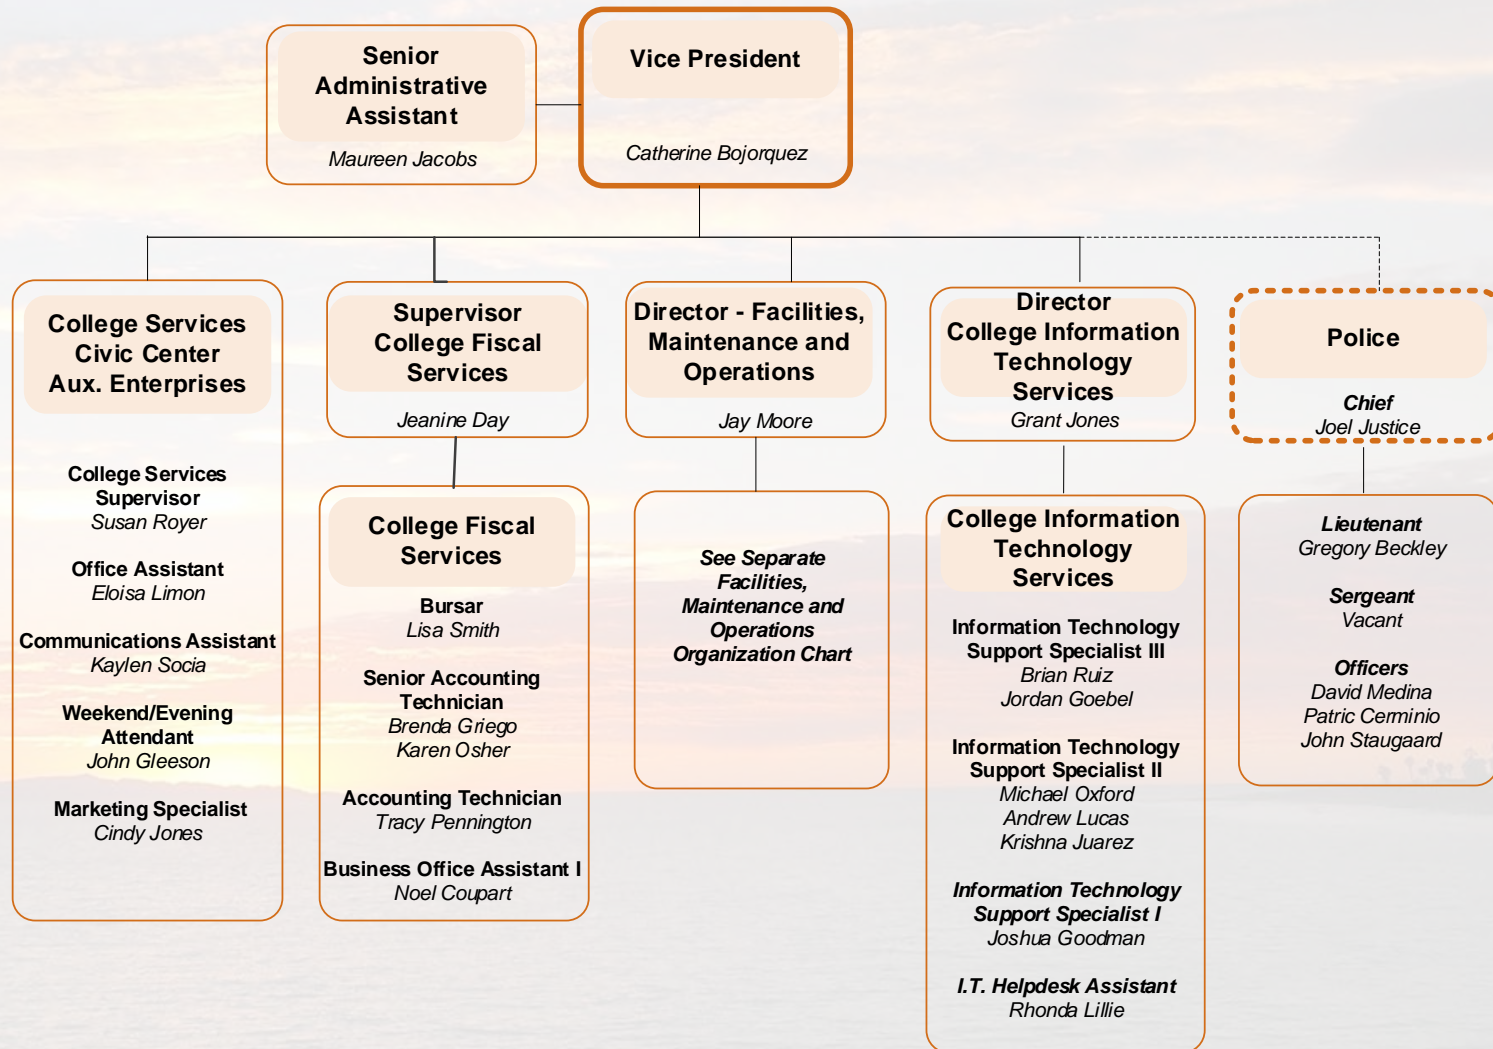 Senior
Administrative
Assistant
Maureen Jacobs
Vice President
Catherine Bojorquez
College Services
Civic Center
Aux. Enterprises
College Services
Supervisor
Susan Royer
Office Assistant
Eloisa Limon
Communications Assistant
Kaylen Socia
Weekend/Evening
Attendant
John Gleeson
Marketing Specialist
Cindy Jones
Supervisor
College Fiscal
Services
Jeanine Day
College Fiscal
Services
Bursar
Lisa Smith
Senior Accounting
Technician
Brenda Griego
Karen Osher
Accounting Technician
Tracy Pennington
Business Office Assistant I
Noel Coupart
Director - Facilities,
Maintenance and
Operations
Jay Moore
See Separate
Facilities,
Maintenance and
Operations
Organization Chart
Director
College Information
Technology
Services
Grant Jones
College Information
Technology
Services
Information Technology
Support Specialist III
Brian Ruiz
Jordan Goebel
Information Technology
Support Specialist II
Michael Oxford
Andrew Lucas
Krishna Juarez
Information Technology
Support Specialist I
Joshua Goodman
I.T. Helpdesk Assistant
Rhonda Lillie
Police
Chief
Joel Justice
Lieutenant
Gregory Beckley
Sergeant
Vacant
Officers
David Medina
Patric Cerminio
John Staugaard